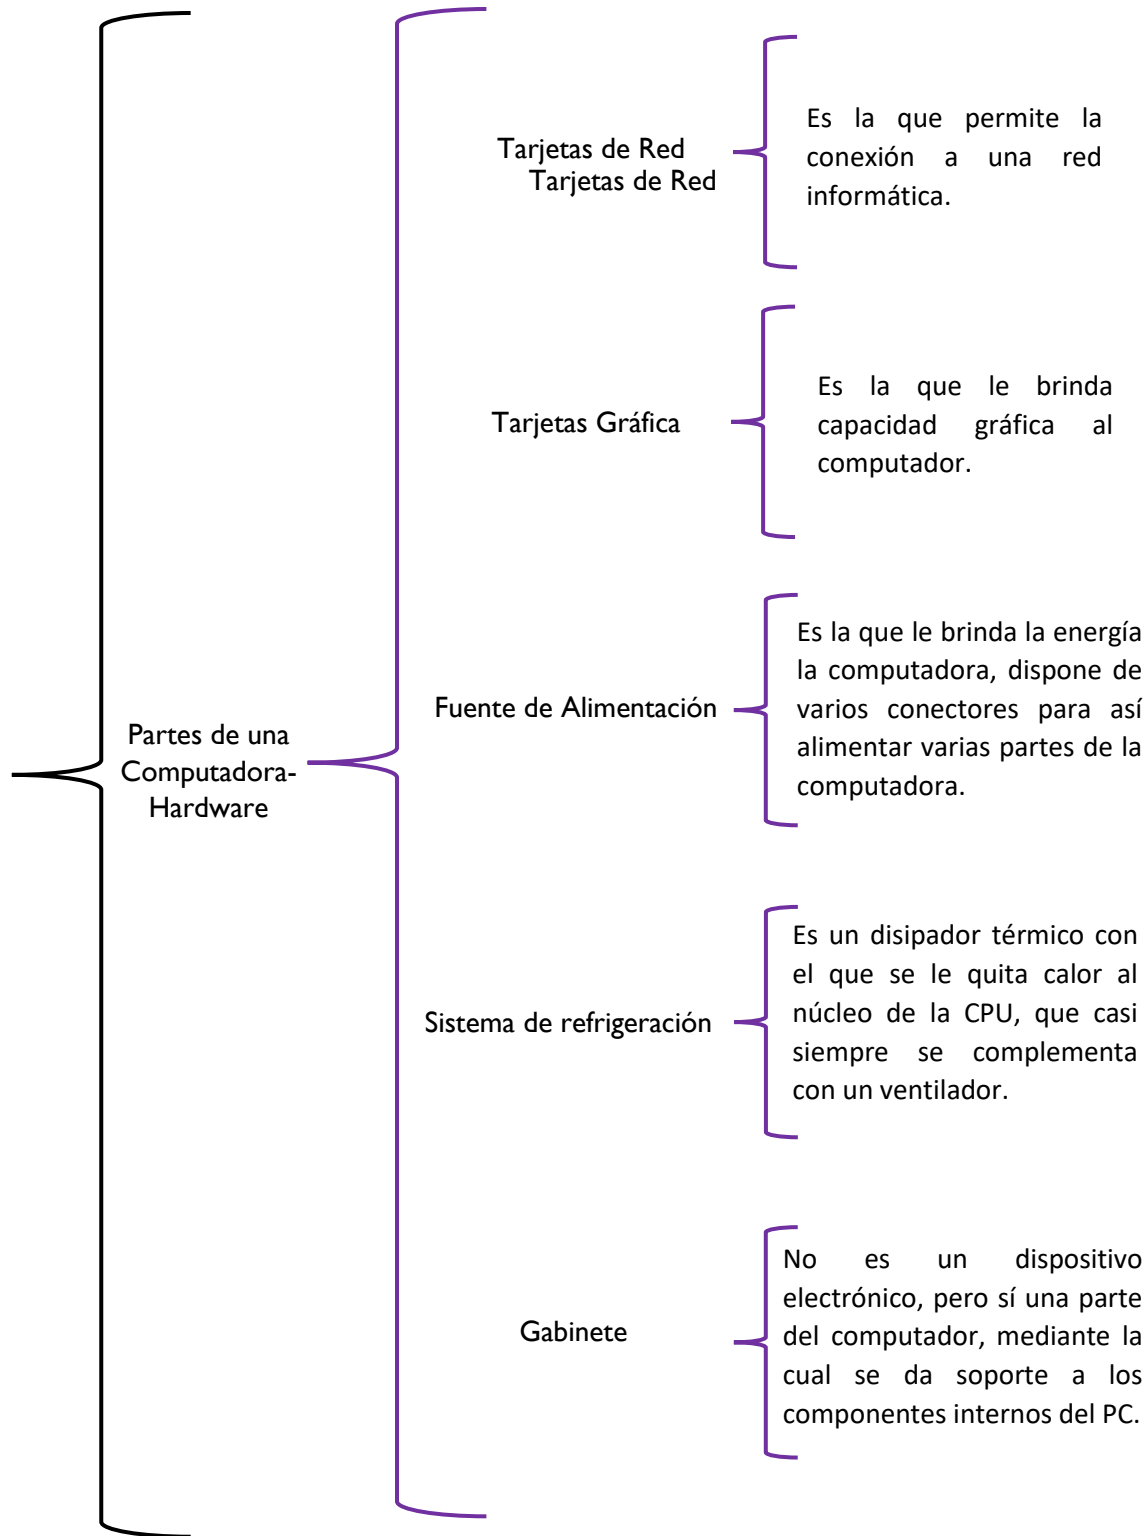 Tarjetas de Red
Tarjetas de Red
Es la que permite la
conexión a una red
informática.
Tarjetas Gráfica
Es la que le brinda
capacidad gráfica al
computador.
Partes de una
Computadora-
Hardware
Fuente de Alimentación
Es la que le brinda la energía
la computadora, dispone de
varios conectores para así
alimentar varias partes de la
computadora.
Sistema de refrigeración
Es un disipador térmico con
el que se le quita calor al
núcleo de la CPU, que casi
siempre se complementa
con un ventilador.
Gabinete
No es un dispositivo
electrónico, pero sí una parte
del computador, mediante la
cual se da soporte a los
componentes internos del PC.